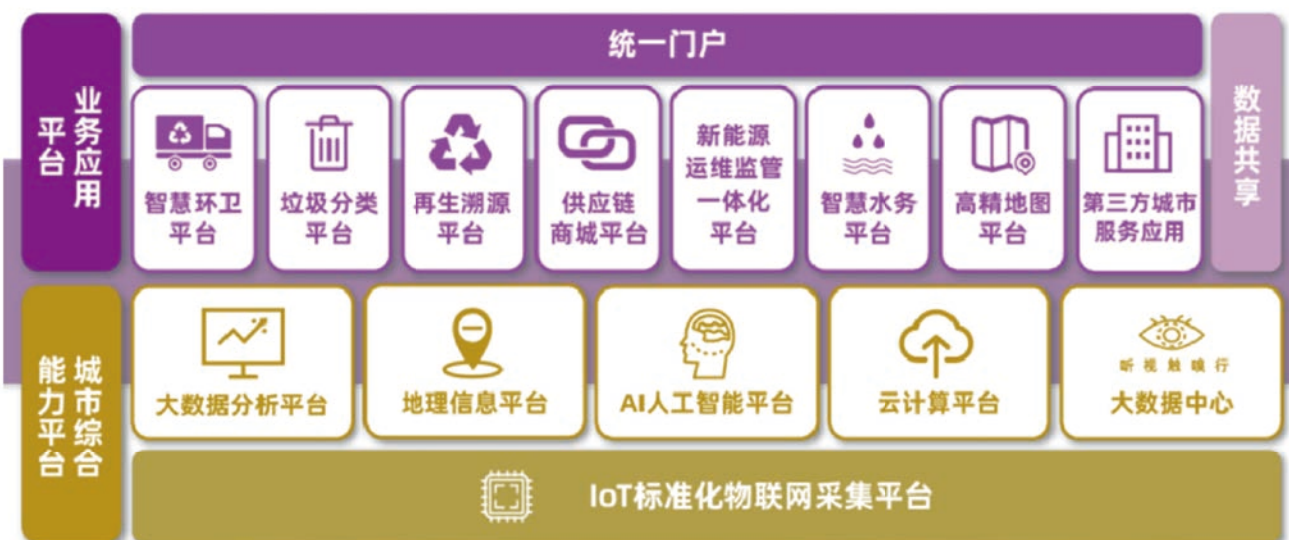 统一门户
业务应用
平台
数据共享
智慧环卫
平台
垃圾分类
平台
再生溯源
平台
供应链
商城平台
新能源
运维监管
一体化
平台
智慧水务
平台
高精地图
平台
第三方城市
服务应用
城市综合
能力平台
大数据分析平台
地理信息平台
AI人工智能平台
云计算平台
听 视 触 嗅 行
大数据中心
IoT标准化物联网采集平台